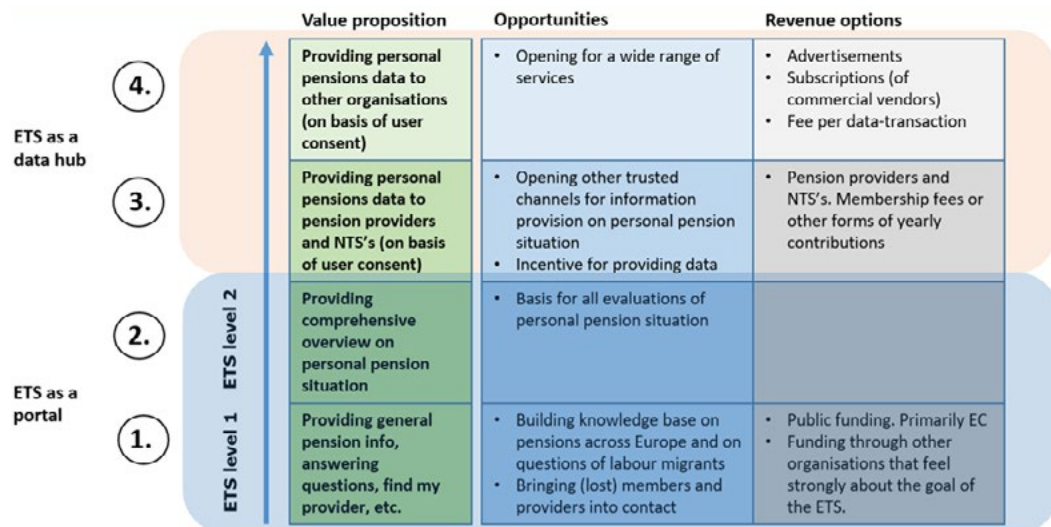 Value proposition
Opportunities
Revenue options
ETS as a
data hub
4.
Providing personal
pensions data to
other organisations
(on basis of user
consent)
• Opening for a wide range of
services
• Advertisements
• Subscriptions (of
commercial vendors)
• Fee per data-transaction
3.
Providing personal
pensions data to
pension providers
and NTS's (on basis
of user consent)
• Opening other trusted
channels for information
provision on personal pension
situation
• Incentive for providing data
• Pension providers and
NTS's. Membership fees or
other forms of yearly
contributions
ETS as a
portal
2.
ETS level 2
Providing
comprehensive
overview on
personal pension
situation
• Basis for all evaluations of
personal pension situation
1.
ETS level 1
Providing general
pension info,
answering
questions, find my
provider, etc.
• Building knowledge base on
pensions across Europe and on
questions of labour migrants
• Bringing (lost) members and
providers into contact
• Public funding. Primarily EC
• Funding through other
organisations that feel
strongly about the goal of
the ETS.